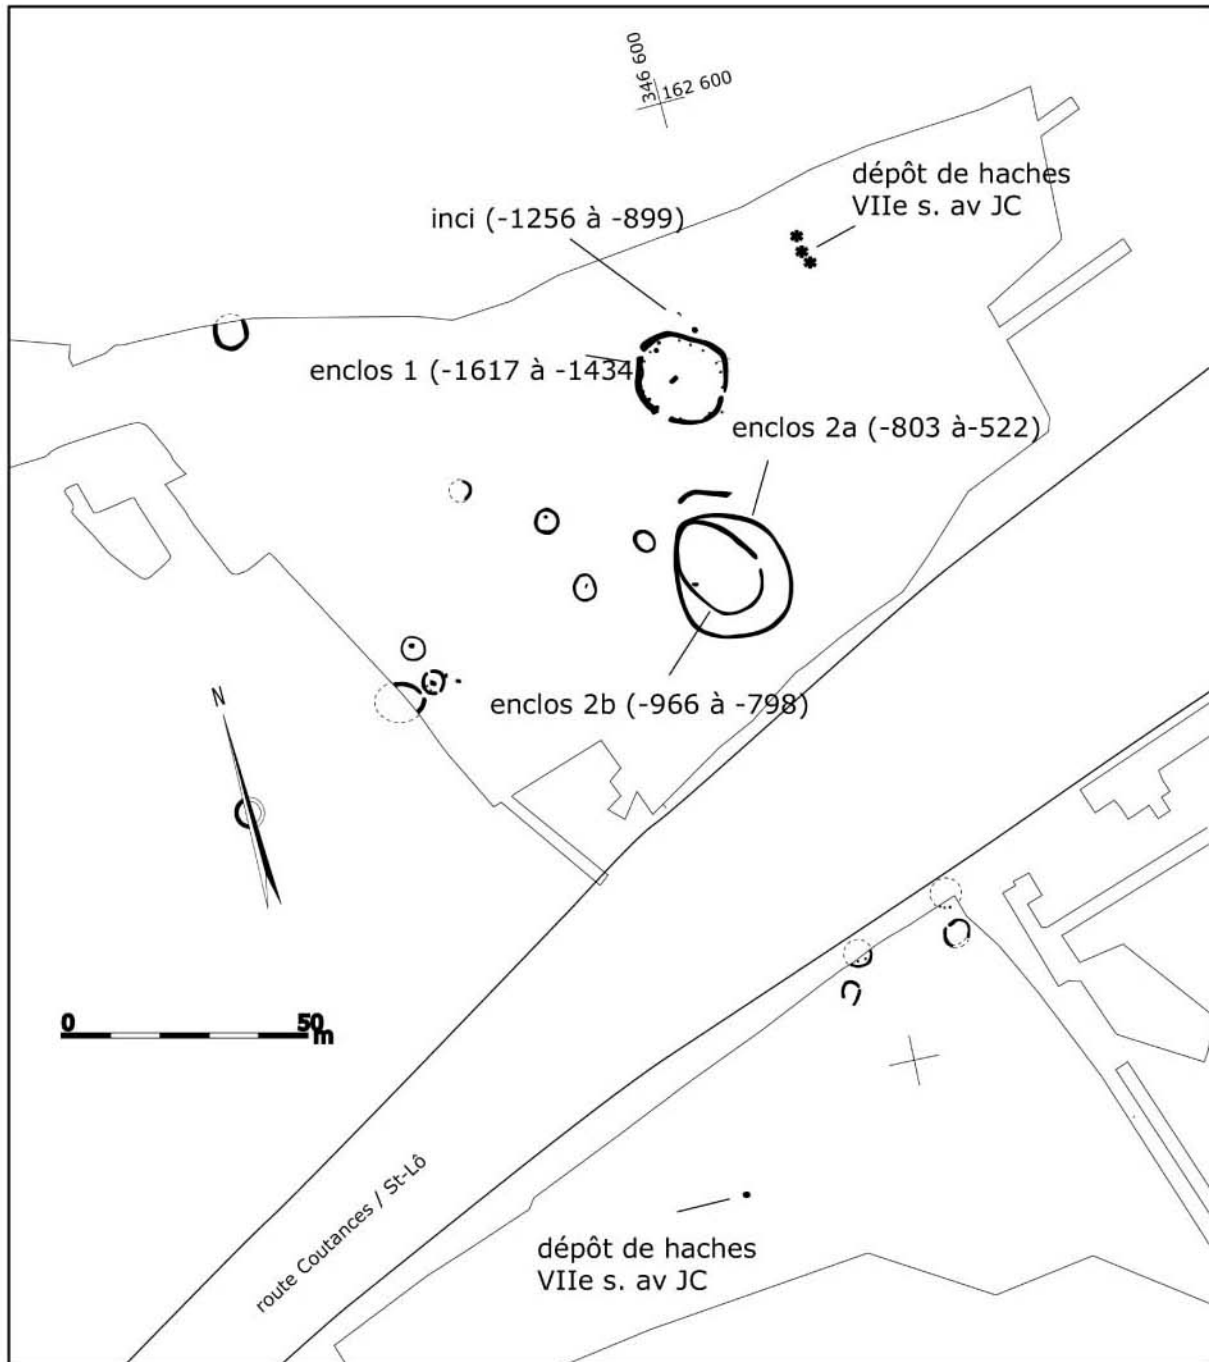 346 600
162 600
dépôt de haches
VIIe s. av JC
inci (-1256 à -899)
enclos 1 (-1617 à -1434
enclos 2a (-803 à-522)
enclos 2b (-966 à -798)
N
0 50
m
route Coutances / St-Lô
dépôt de haches
VIIe s. av JC